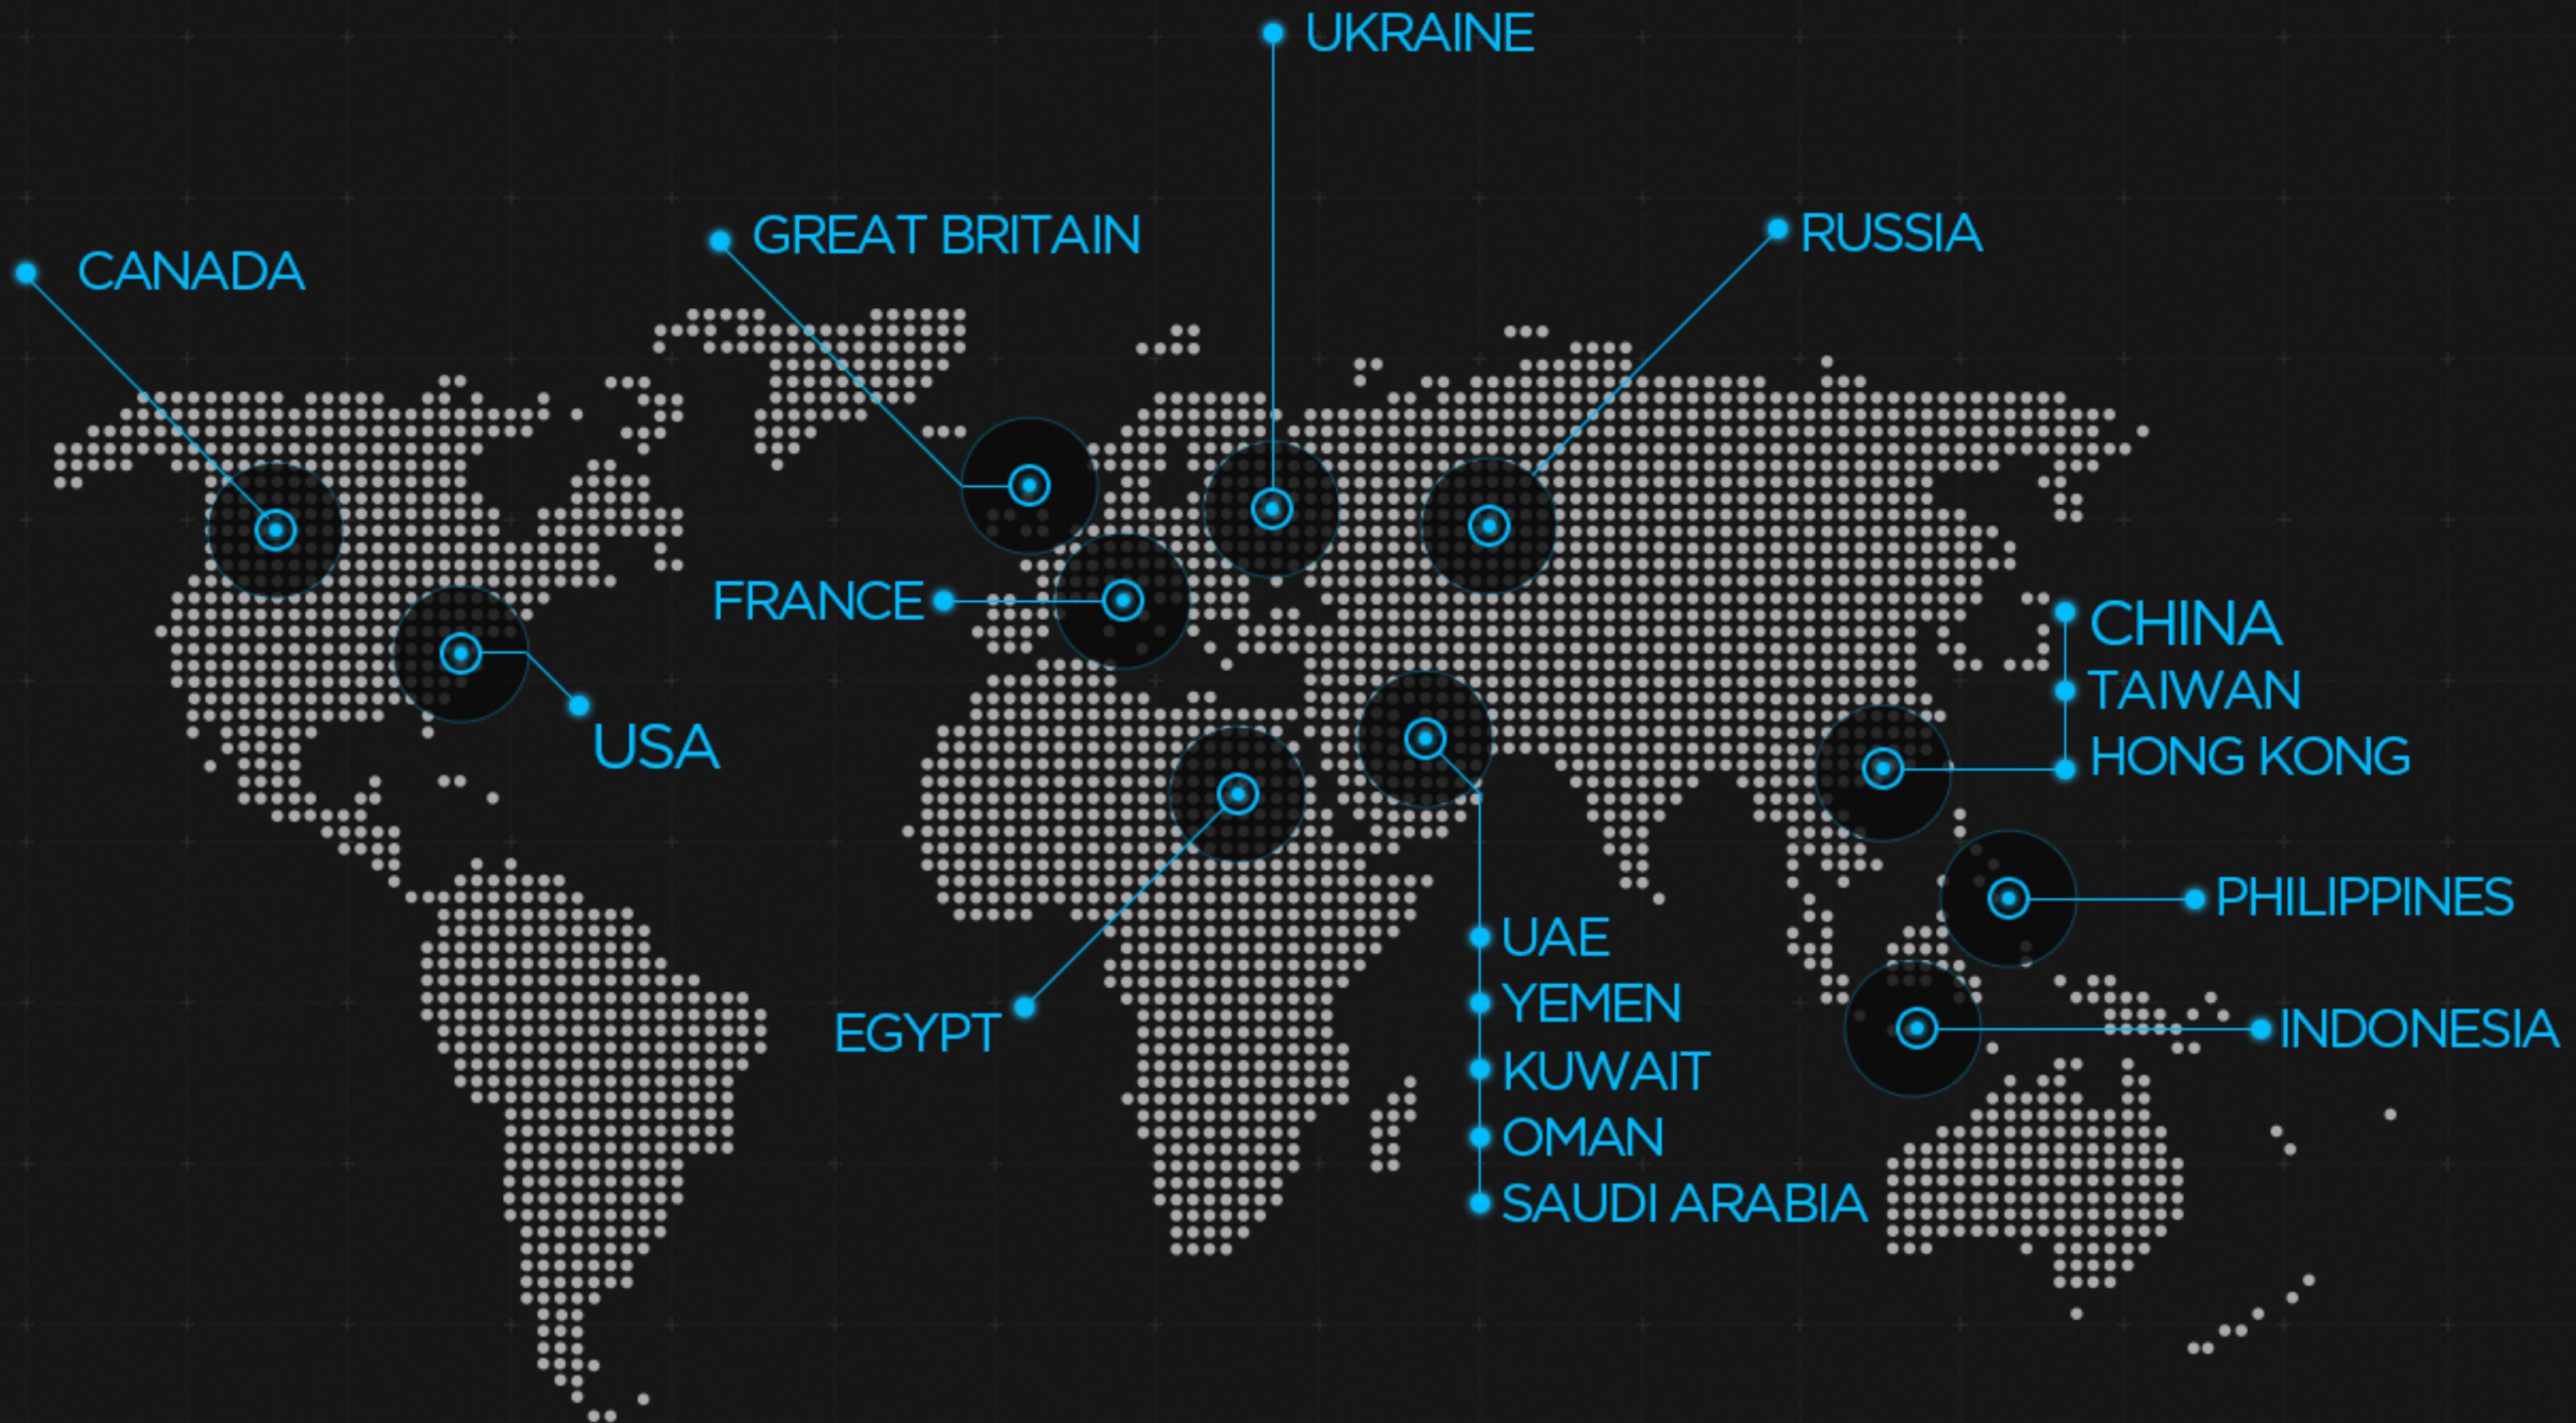 UKRAINE
GREAT BRITAIN
RUSSIA
CANADA
FRANCE
CHINA
TAIWAN
HONG KONG
USA
PHILIPPINES
UAE
YEMEN
KUWAIT
OMAN
SAUDI ARABIA
EGYPT
INDONESIA